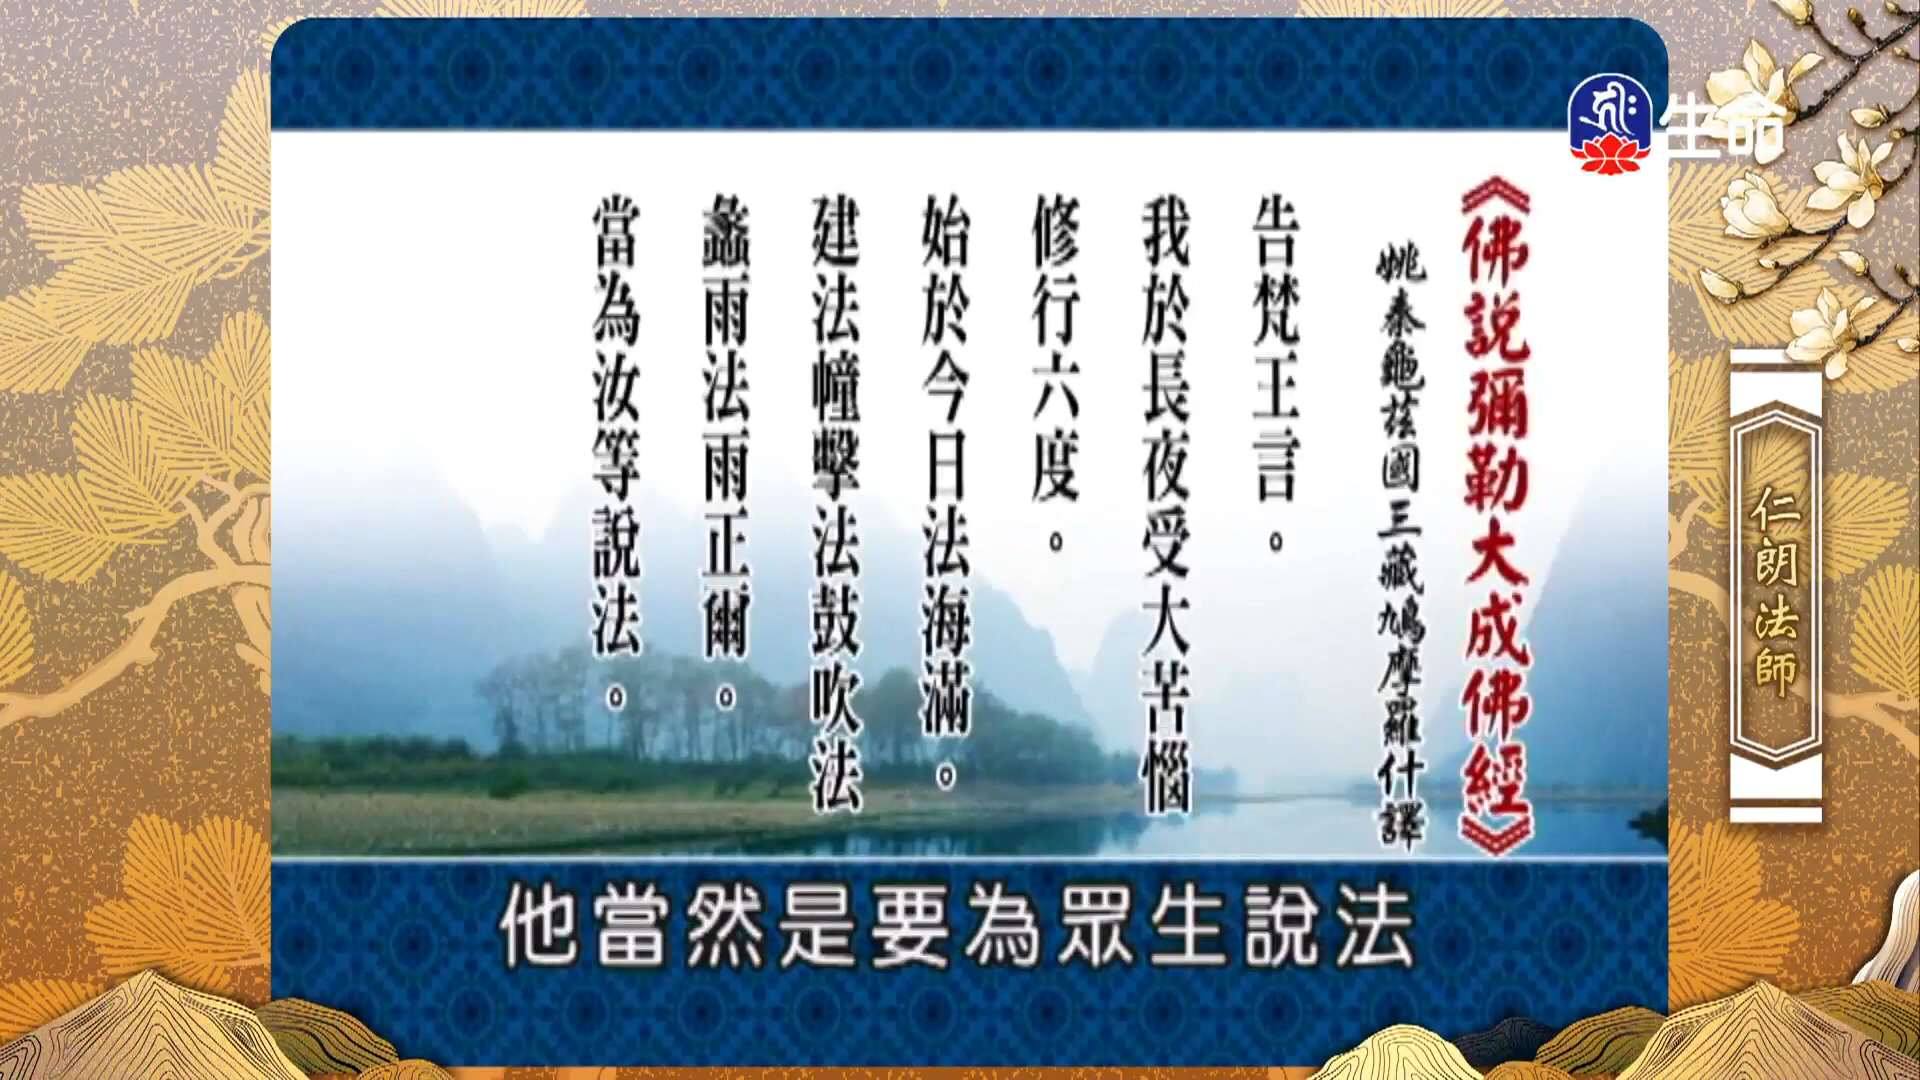 《佛說彌勒大成佛經》
姚秦龜茲國三藏鳩摩羅什譯
告梵王言。
我於長夜受大苦惱
修行六度。
始於今日法海滿。
建法幢擊法鼓吹法
蠡雨法雨正爾。
當為汝等說法。
他當然是要為眾生說法
生命
仁朗法師